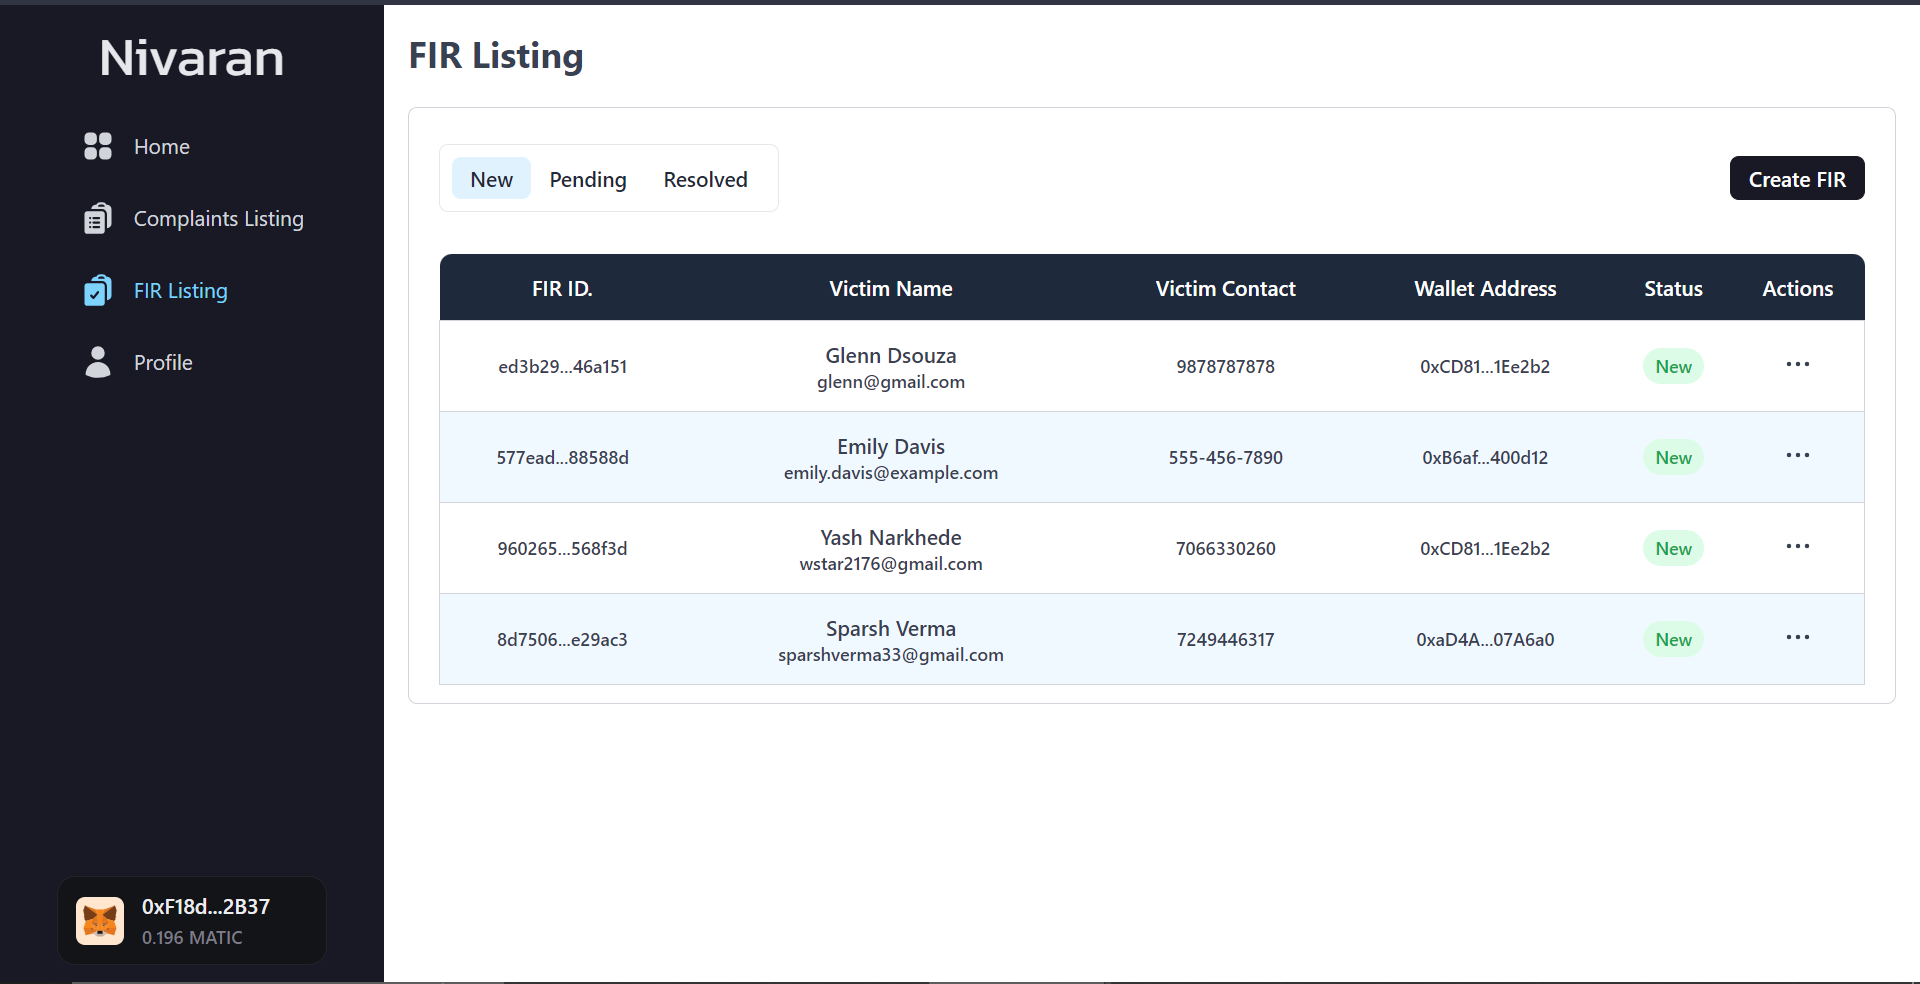 Nivaran
Home
Complaints Listing
FIR Listing
Profile
0xF18d...2B37
0.196 MATIC
FIR Listing
New Pending Resolved
Create FIR
FIR ID. Victim Name Victim Contact Wallet Address Status Actions
ed3b29...46a151 Glenn Dsouza 9878787878 0xCD81...1Ee2b2 New ...
glenn@gmail.com
577ead...88588d Emily Davis 555-456-7890 0xB6af...400d12 New ...
emily.davis@example.com
960265...568f3d Yash Narkhede 7066330260 0xCD81...1Ee2b2 New ...
wstar2176@gmail.com
8d7506...e29ac3 Sparsh Verma 7249446317 0xaD4A...07A6a0 New ...
sparshverma33@gmail.com